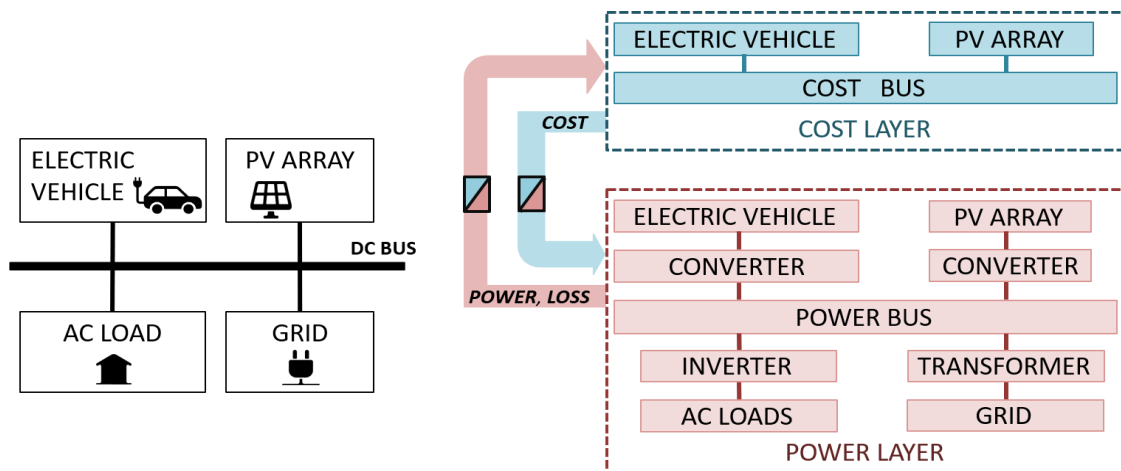 ELECTRIC
VEHICLE
PV ARRAY
DC BUS
AC LOAD
GRID
ELECTRIC VEHICLE
PV ARRAY
COST BUS
COST LAYER
COST
POWER, LOSS
ELECTRIC VEHICLE
PV ARRAY
CONVERTER
CONVERTER
POWER BUS
INVERTER
TRANSFORMER
AC LOADS
GRID
POWER LAYER